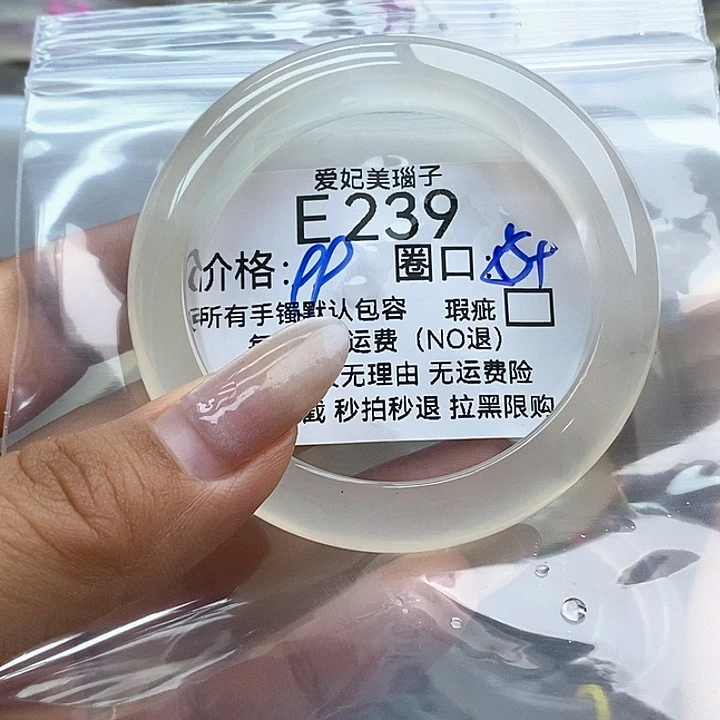 爱妃美瑙子
E239
价格: 圈口:
所有手镯默认包容 瑕疵
运费（NO退）
无理由 无运费险
截 秒拍秒退 拉黑限购